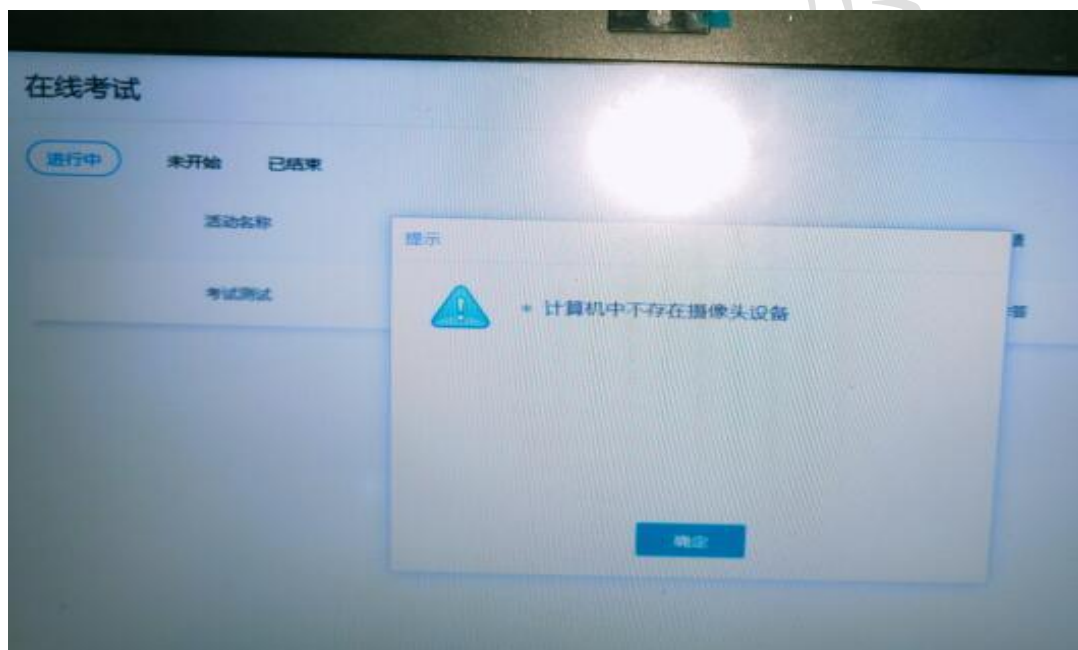 在线考试
进行中 未开始 已结束
活动名称
提示
考试测试
* 计算机中不存在摄像头设备
确定